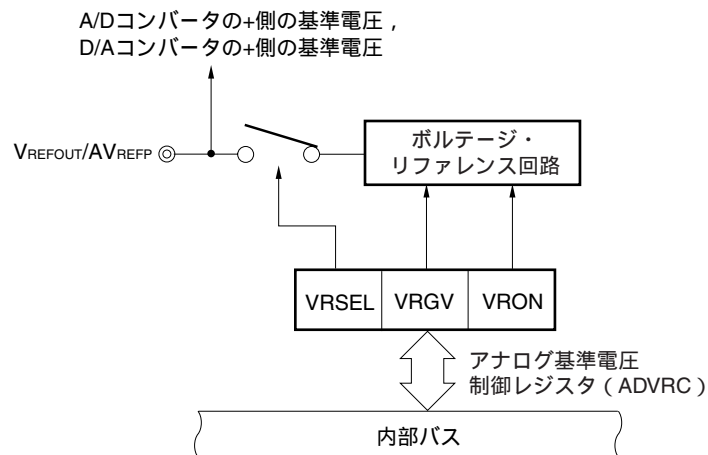 A/Dコンバータの+側の基準電圧，
D/Aコンバータの+側の基準電圧
VREFOUT/AVREFP
ボルテージ・
リファレンス回路
VRSEL
VRGV
VRON
アナログ基準電圧
制御レジスタ（ADVRC）
内部バス